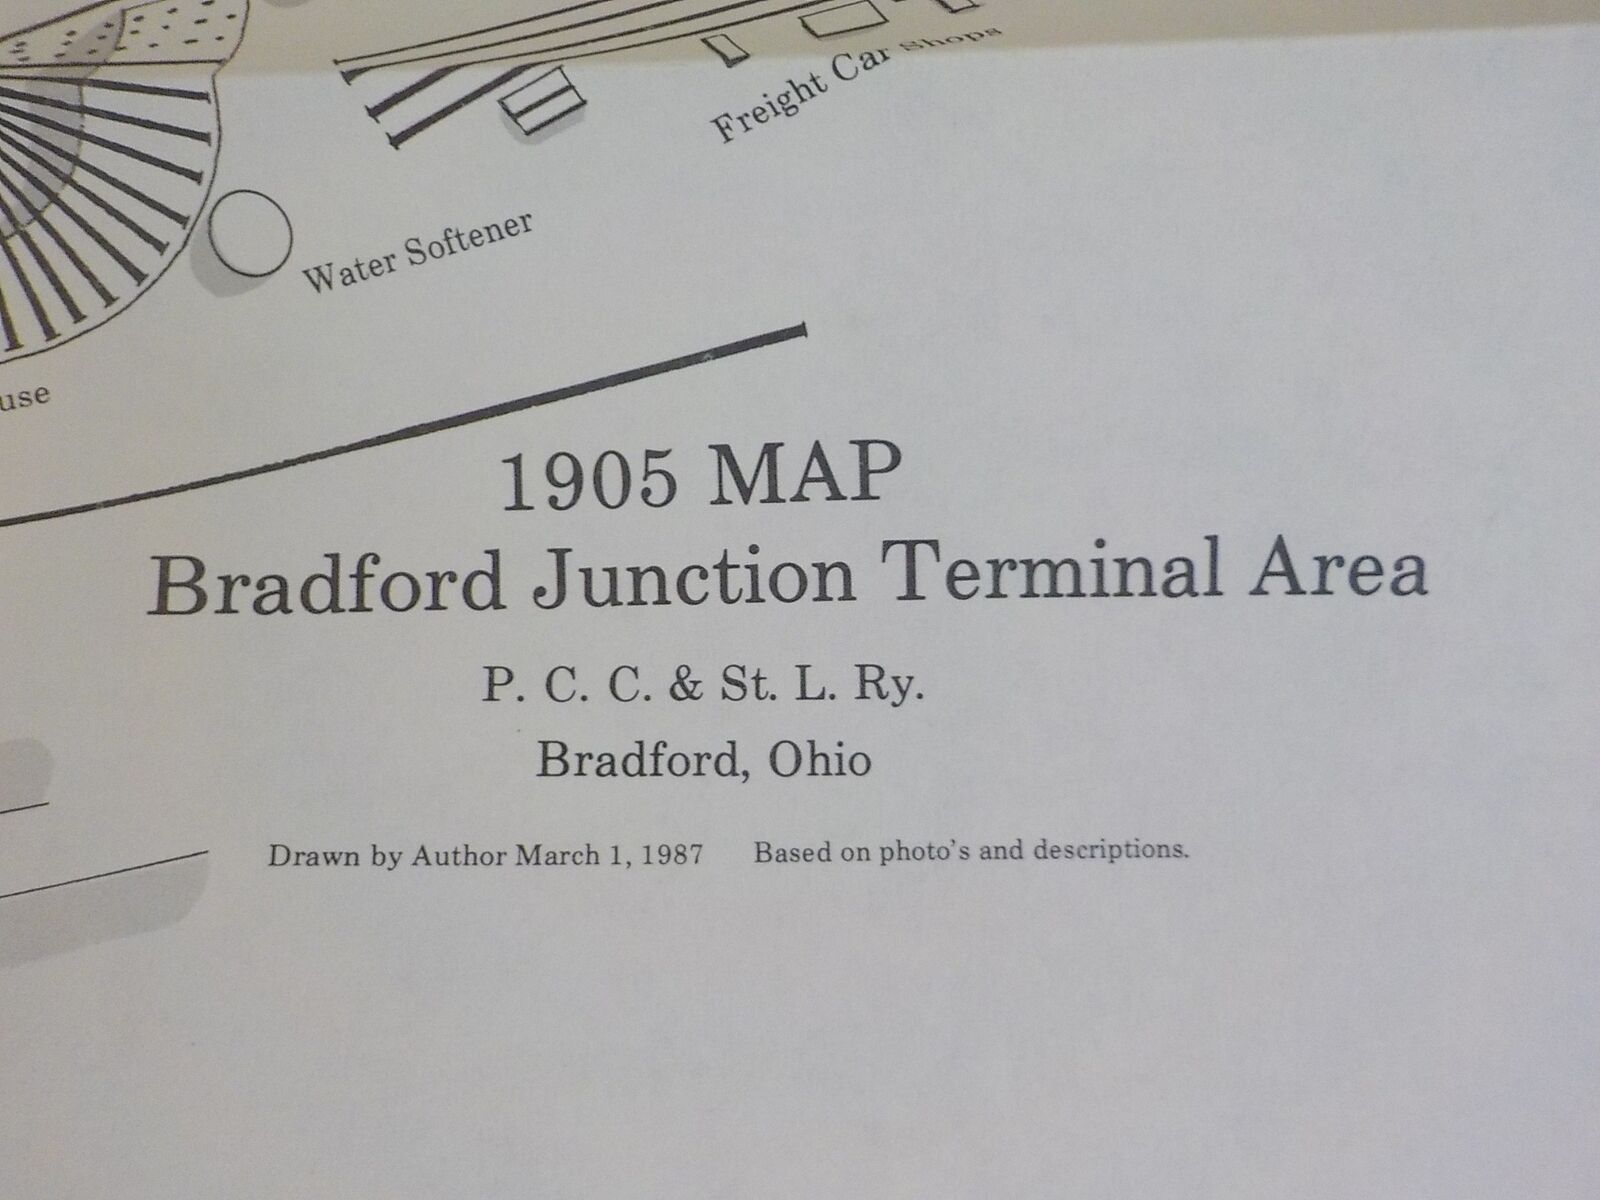 Freight Car Shops
Water Softener
use
1905 MAP
Bradford Junction Terminal Area
P. C. C. & St. L. Ry.
Bradford, Ohio
Drawn by Author March 1, 1987 Based on photo's and descriptions.